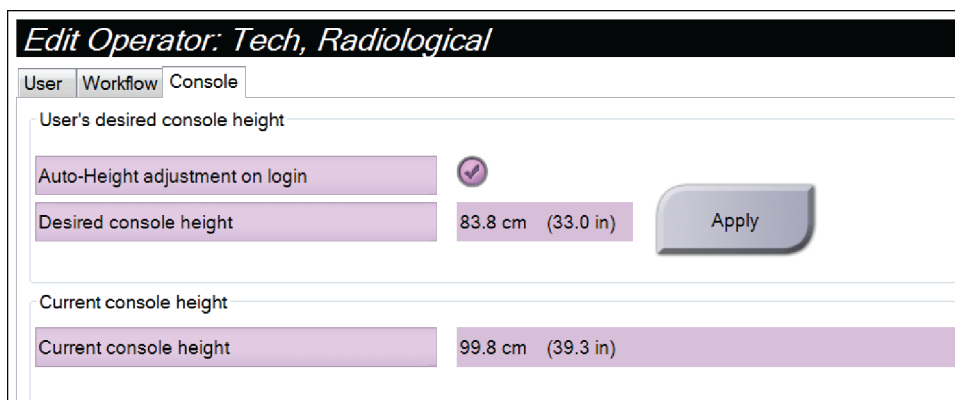 Edit Operator: Tech, Radiological
User Workflow Console
User's desired console height
Auto-Height adjustment on login
Desired console height 83.8 cm (33.0 in) Apply
Current console height
Current console height 99.8 cm (39.3 in)